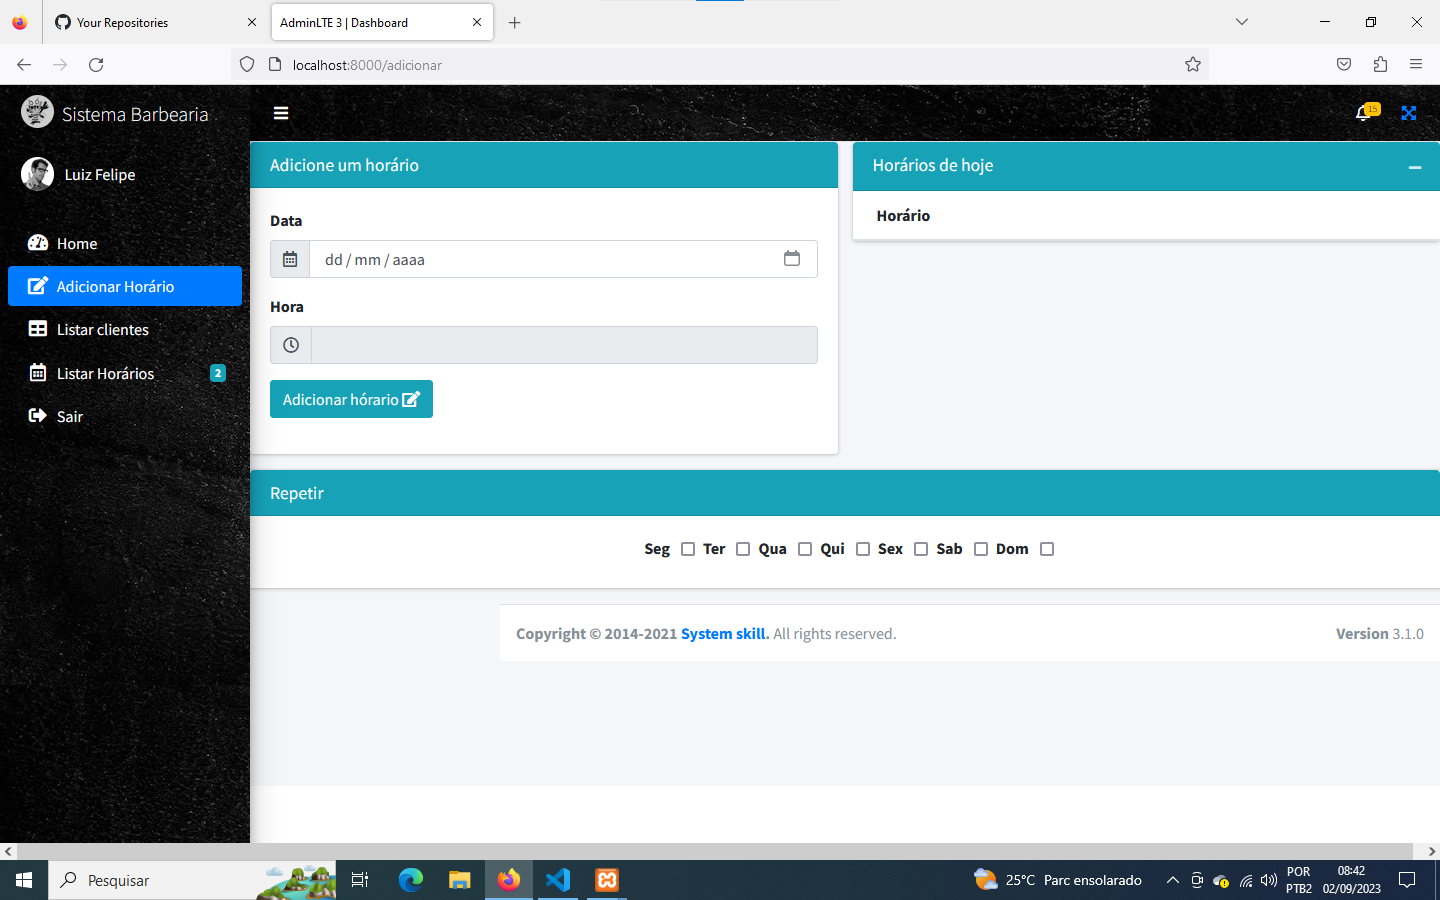 Your Repositories
AdminLTE 3 | Dashboard
localhost:8000/adicionar
Sistema Barbearia
15
Luiz Felipe
Home
Adicionar Horário
Listar clientes
Listar Horários 2
Sair
Adicione um horário
Data
dd / mm / aaaa
Hora
Adicionar hórario
Horários de hoje
Horário
Repetir
Seg Ter Qua Qui Sex Sab Dom
Copyright © 2014-2021 System skill. All rights reserved.
Version 3.1.0
Pesquisar
25°C Parc ensolarado
POR
PTB2
08:42
02/09/2023